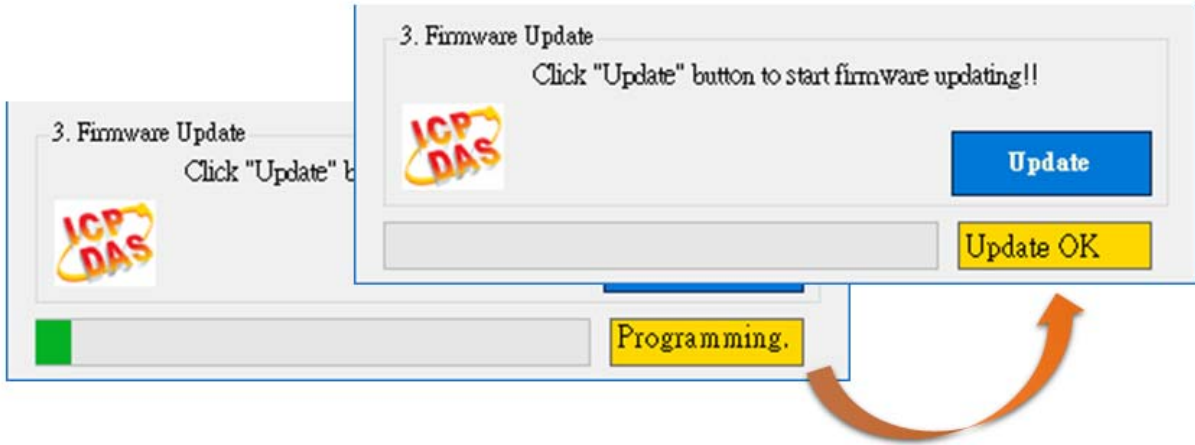 3. Firmware Update
Click "Update" button to start firmware updating!!
ICP
DAS
Update
Update OK
3. Firmware Update
Click "Update" b
ICP
DAS
Programming.